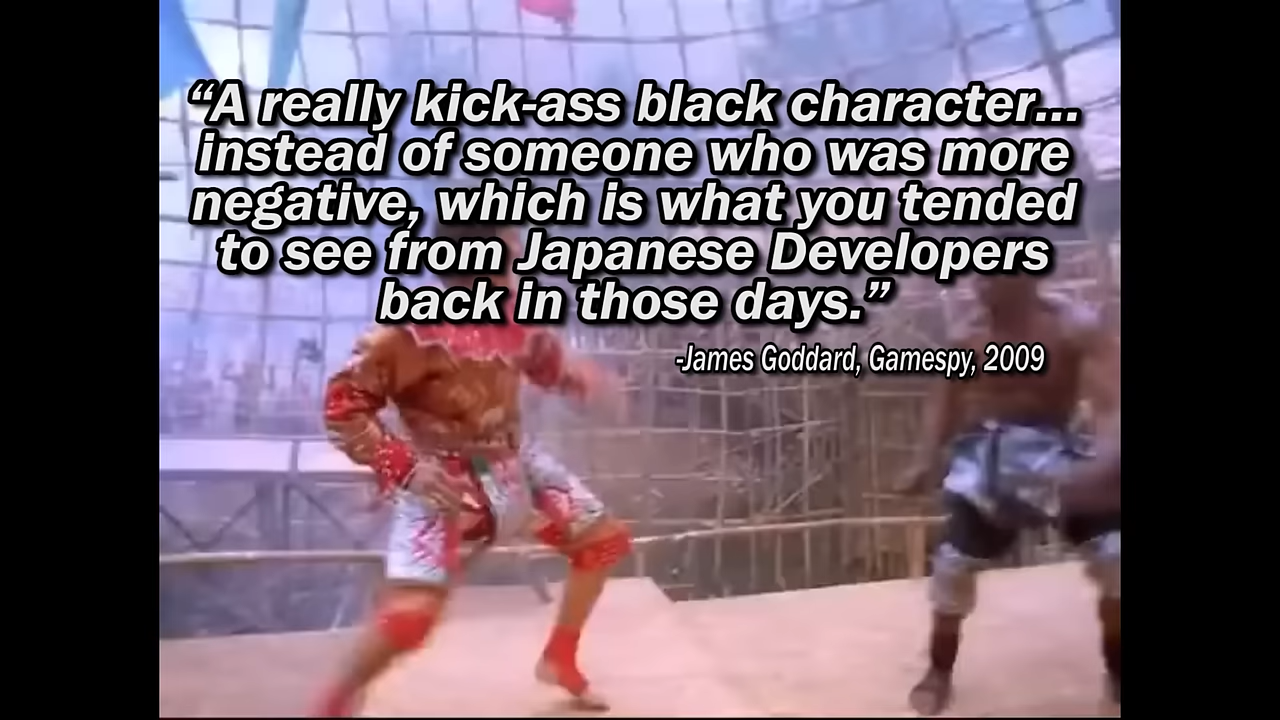 “A really kick-ass black character...
instead of someone who was more
negative, which is what you tended
to see from Japanese Developers
back in those days.”
-James Goddard, Gamespy, 2009